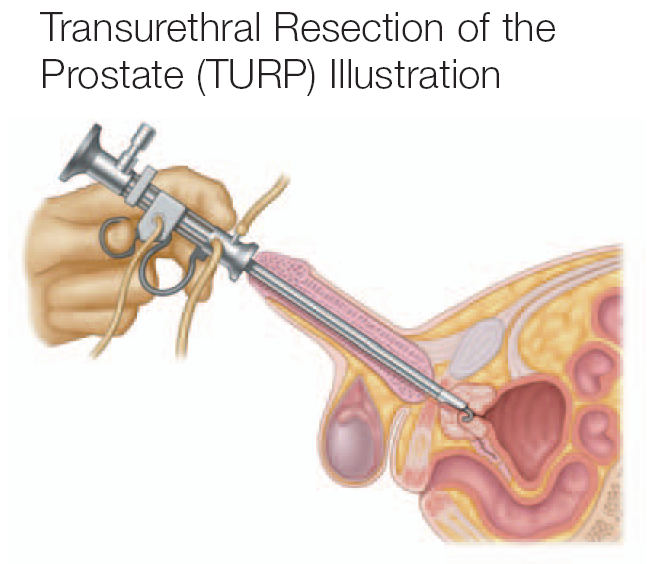 Transurethral Resection of the
Prostate (TURP) Illustration